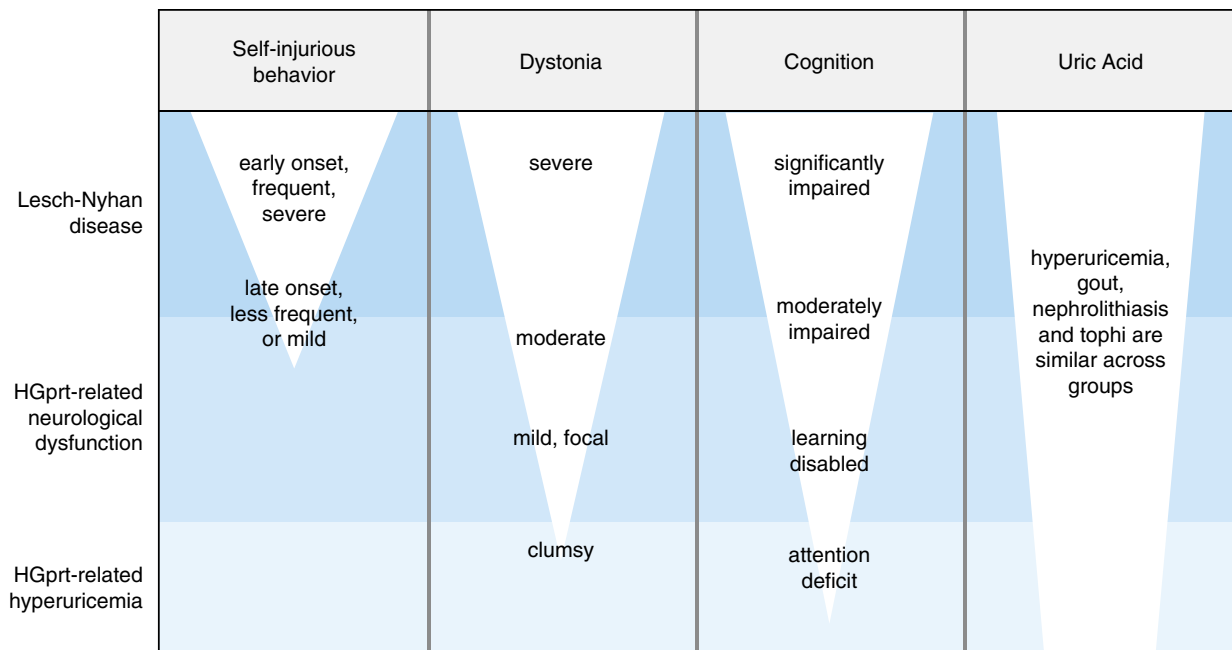 Self-injurious
behavior
Dystonia
Cognition
Uric Acid
Lesch-Nyhan
disease
early onset,
frequent,
severe
severe
significantly
impaired
late onset,
less frequent,
or mild
moderate
moderately
impaired
hyperuricemia,
gout,
nephrolithiasis
and tophi are
similar across
groups
HGprt-related
neurological
dysfunction
mild, focal
learning
disabled
HGprt-related
hyperuricemia
clumsy
attention
deficit